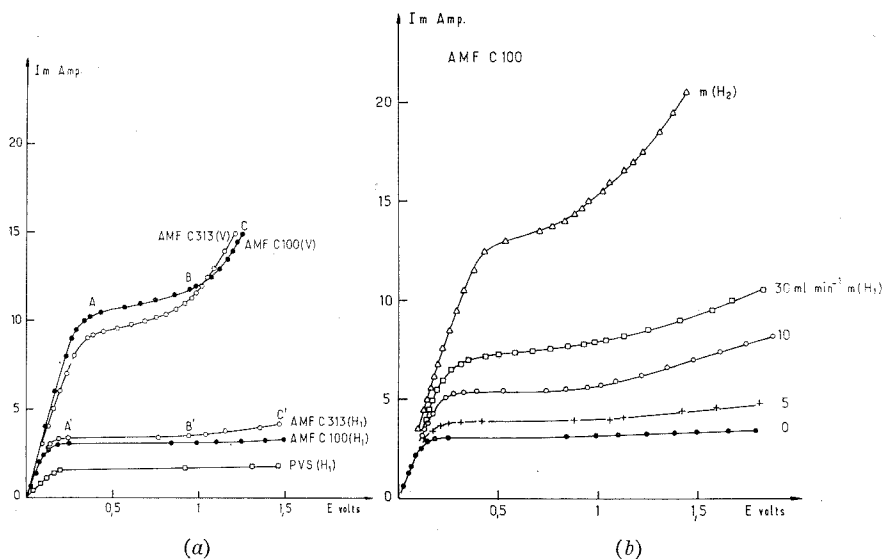 Im Amp.
20
15
10
5
0
A
B
C
AMF C313(V)
AMF C100(V)
A'
B'
C'
AMF C313(H₁)
AMF C100(H₁)
PVS(H₁)
0,5
1
1,5
E volts
(a)
Im Amp.
AMF C100
20
15
10
5
0
m(H₂)
30 ml min⁻¹ m(H₁)
10
5
0
0,5
1
1,5
E volts
(b)